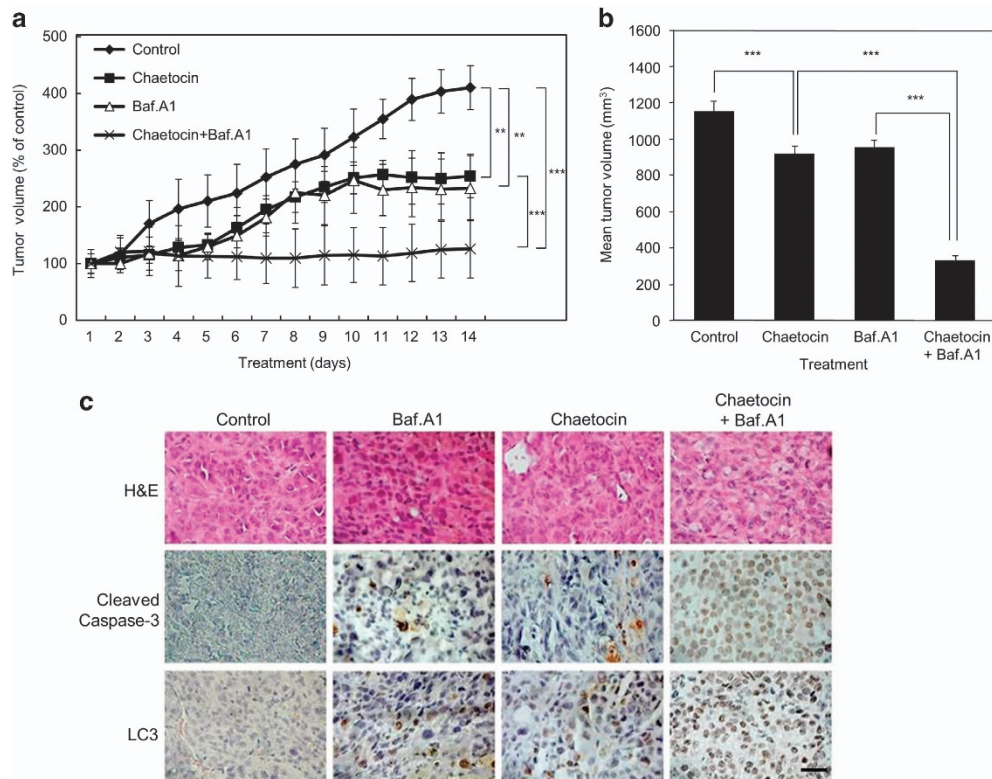 a
500
400
300
200
100
0
Tumor volume (% of control)
Control
Chaetocin
Baf.A1
Chaetocin+Baf.A1
**
**
***
***
1 2 3 4 5 6 7 8 9 10 11 12 13 14
Treatment (days)
b
1600
1400
1200
1000
800
600
400
200
0
Mean tumor volume (mm³)
***
***
***
Control
Chaetocin
Baf.A1
Chaetocin
+ Baf.A1
Treatment
c
Control
Baf.A1
Chaetocin
Chaetocin
+ Baf.A1
H&E
Cleaved
Caspase-3
LC3